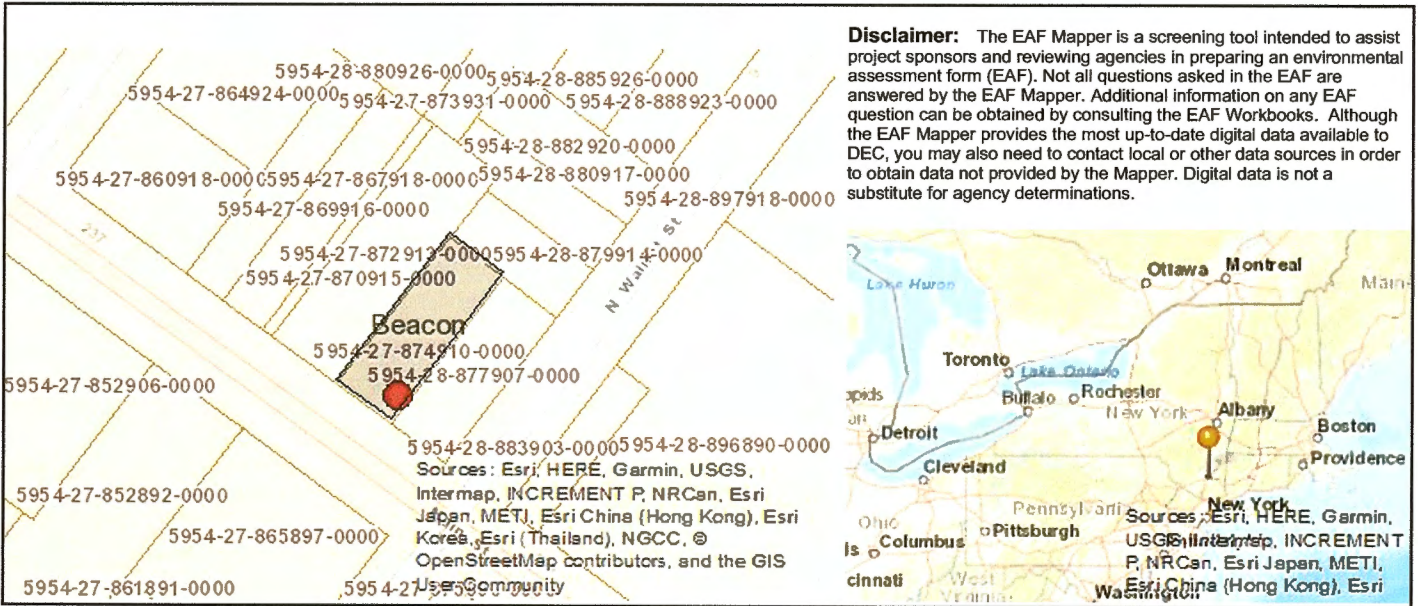 5954-28-880926-0000
5954-28-885926-0000
5954-27-864924-0000
5954-27-873931-0000
5954-28-888923-0000
5954-28-882920-0000
5954-27-860918-0000
5954-27-867918-0000
5954-28-880917-0000
5954-27-869916-0000
5954-28-897918-0000
237
5954-27-872913-0000
5954-28-879914-0000
5954-27-870915-0000
N Walnut St
Beacon
5954-27-874910-0000
5954-28-877907-0000
5954-27-852906-0000
5954-28-883903-0000
5954-28-896890-0000
5954-27-852892-0000
5954-27-865897-0000
5954-27-861891-0000
Sources: Esri, HERE, Garmin, USGS,
Intermap, INCREMENT P, NRCan, Esri
Japan, METI, Esri China (Hong Kong), Esri
Korea, Esri (Thailand), NGCC, ©
OpenStreetMap contributors, and the GIS
User Community
Disclaimer: The EAF Mapper is a screening tool intended to assist
project sponsors and reviewing agencies in preparing an environmental
assessment form (EAF). Not all questions asked in the EAF are
answered by the EAF Mapper. Additional information on any EAF
question can be obtained by consulting the EAF Workbooks. Although
the EAF Mapper provides the most up-to-date digital data available to
DEC, you may also need to contact local or other data sources in order
to obtain data not provided by the Mapper. Digital data is not a
substitute for agency determinations.
Ottawa
Montreal
Main
Lake Huron
Toronto
Lake Ontario
apids
Buffalo
Rochester
New York
Albany
Detroit
Boston
Providence
Cleveland
New York
Pennsylvani
Ohio
Pittsburgh
ls
Columbus
cinnati
West
Virginia
Washington
Sources: Esri, HERE, Garmin,
USGS, Intermap, INCREMENT
P, NRCan, Esri Japan, METI,
Esri China (Hong Kong), Esri